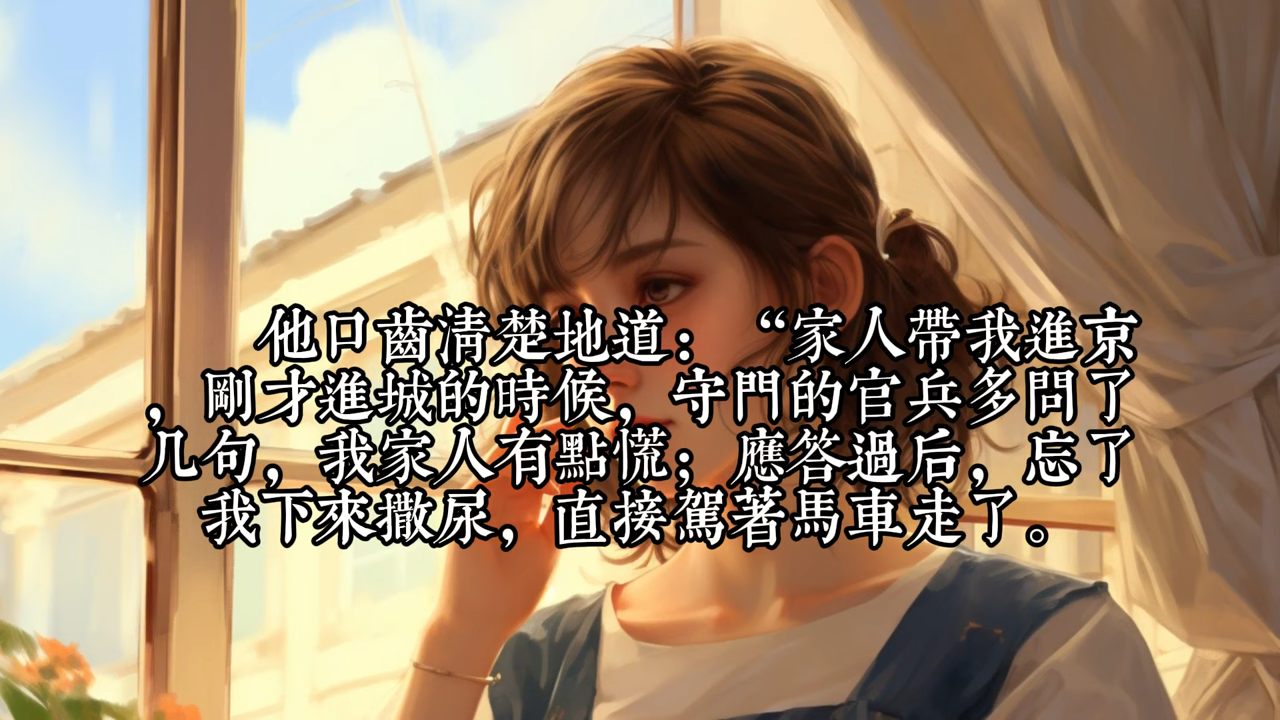 他口齒清楚地道：“家人帶我進京
，剛才進城的時候，守門的官兵多問了
几句，我家人有點慌；應答過后，忘了
我下來撒尿，直接駕著馬車走了。